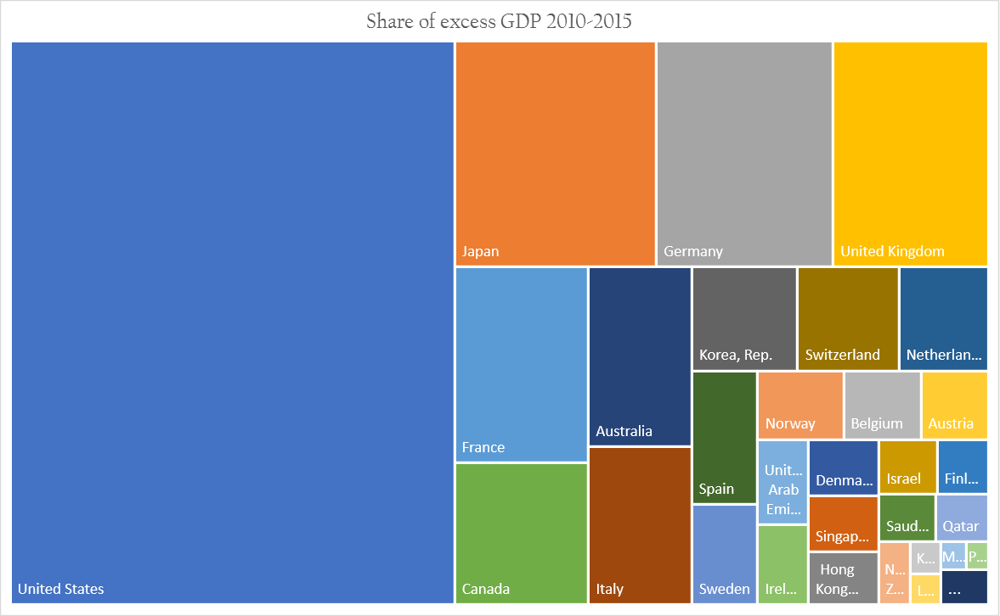 Share of excess GDP 2010-2015
United States
Japan
Germany
United Kingdom
France
Australia
Korea, Rep.
Switzerland
Netherlan...
Canada
Italy
Spain
Norway
Belgium
Austria
Sweden
Unit...
Arab
Emi...
Denma...
Israel
Finl...
Irel...
Singap...
Saud...
Qatar
Hong
Kong...
N...
Z...
K...
L...
M...
P...
...